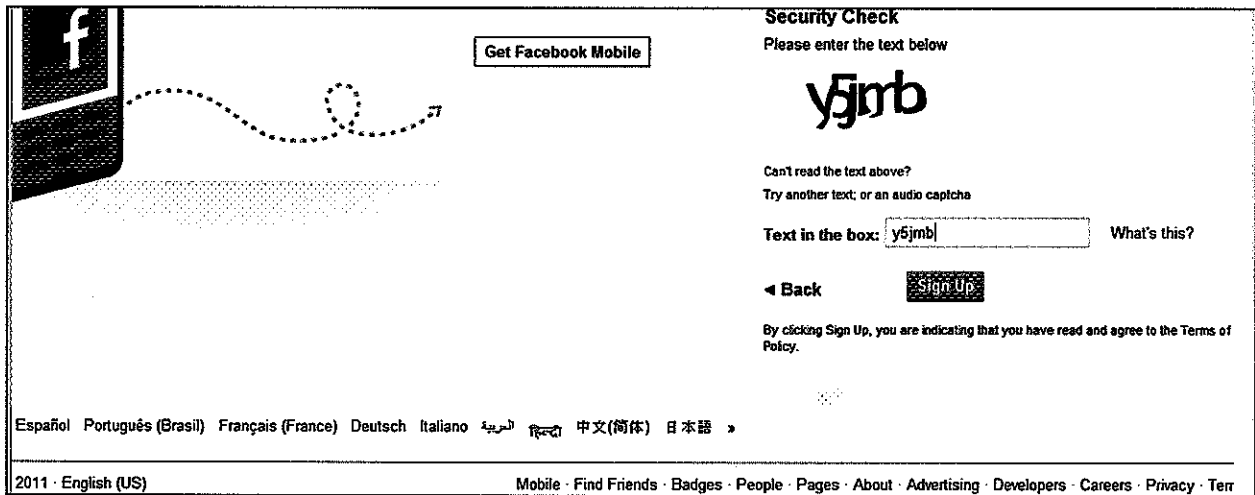 f
Get Facebook Mobile
Security Check
Please enter the text below
y5jmb
Can't read the text above?
Try another text; or an audio captcha
Text in the box: y5jmb What's this?
◄ Back Sign Up
By clicking Sign Up, you are indicating that you have read and agree to the Terms of
Policy.
Español Português (Brasil) Français (France) Deutsch Italiano العربية हिन्दी 中文(简体) 日本語 »
2011 · English (US) Mobile · Find Friends · Badges · People · Pages · About · Advertising · Developers · Careers · Privacy · Terr